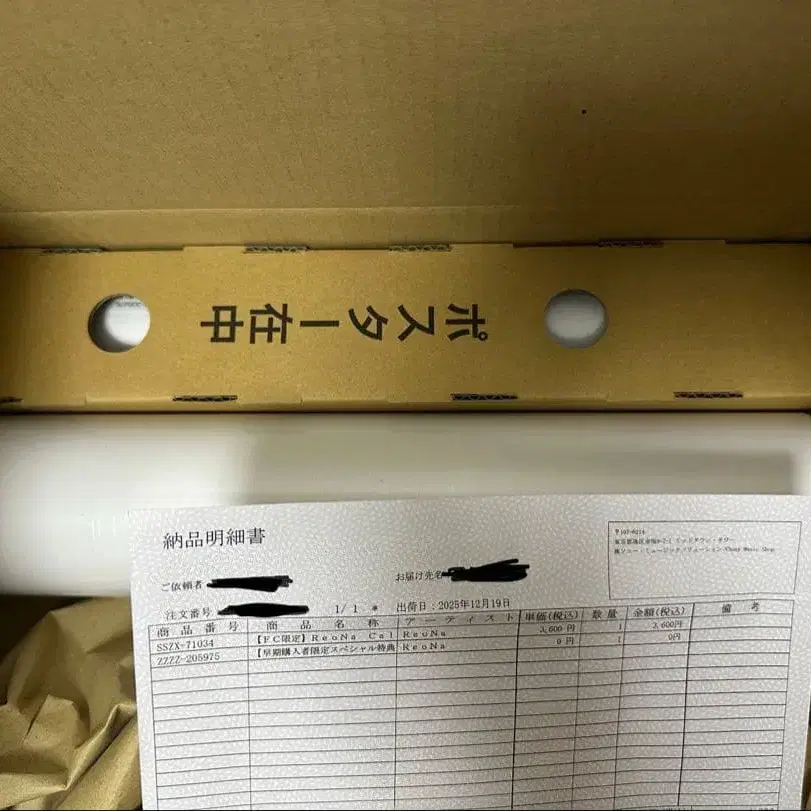 ポスター在中
納品明細書
〒107-6214
ご依頼者
お届け先名
注文番号 1/ 1 * 出荷日：2025年12月19日
商品番号 商品名称 アーティスト 単価(税込) 数量 金額(税込) 備考
SSZX-71034 【FC限定】ReoNa Cal ReoNa 3,600円 1 3,600円
ZZZZ-205975 【早期購入者限定スペシャル特典 ReoNa 0円 1 0円